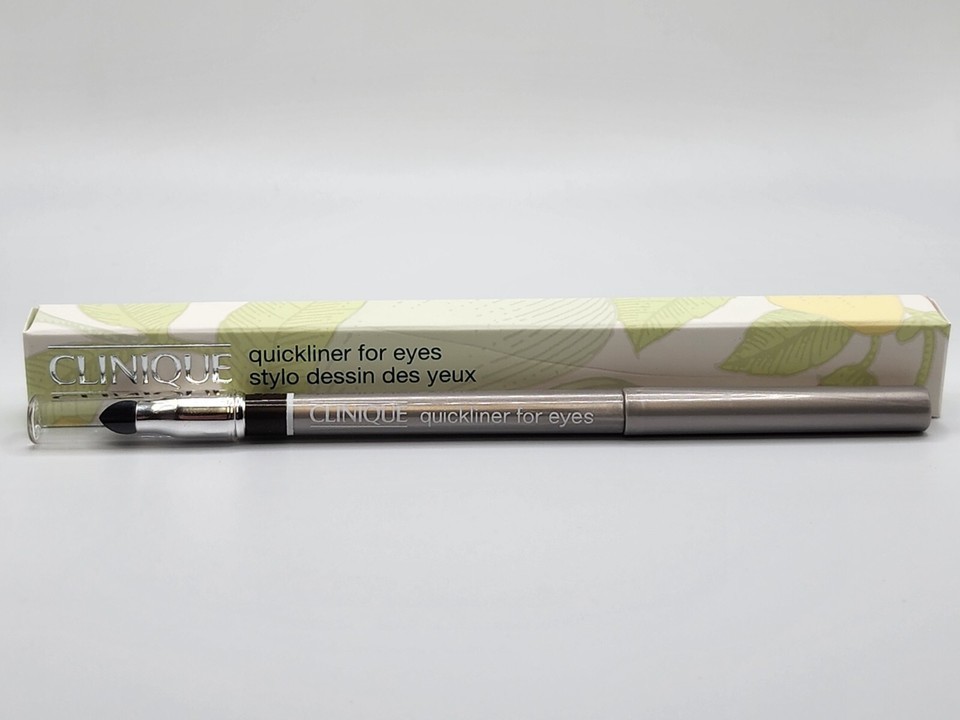 CLINIQUE
quickliner for eyes
stylo dessin des yeux
CLINIQUE quickliner for eyes